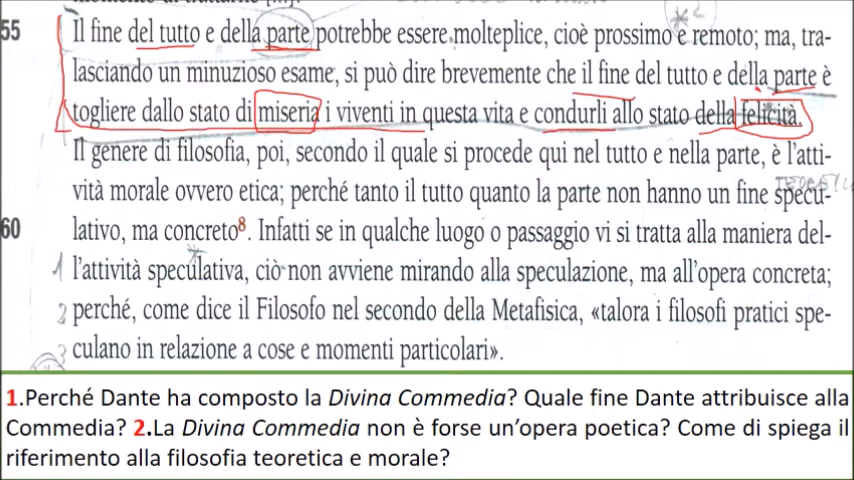 55 Il fine del tutto e della parte potrebbe essere molteplice, cioè prossimo e remoto; ma, tra-
lasciando un minuzioso esame, si può dire brevemente che il fine del tutto e della parte è
togliere dallo stato di miseria i viventi in questa vita e condurli allo stato della felicità.
Il genere di filosofia, poi, secondo il quale si procede qui nel tutto e nella parte, è l'atti-
vità morale ovvero etica; perché tanto il tutto quanto la parte non hanno un fine specu-
60 lativo, ma concreto8. Infatti se in qualche luogo o passaggio vi si tratta alla maniera del-
1 l'attività speculativa, ciò non avviene mirando alla speculazione, ma all'opera concreta;
2 perché, come dice il Filosofo nel secondo della Metafisica, «talora i filosofi pratici spe-
3 culano in relazione a cose e momenti particolari».
1.Perché Dante ha composto la Divina Commedia? Quale fine Dante attribuisce alla
Commedia? 2.La Divina Commedia non è forse un'opera poetica? Come di spiega il
riferimento alla filosofia teoretica e morale?